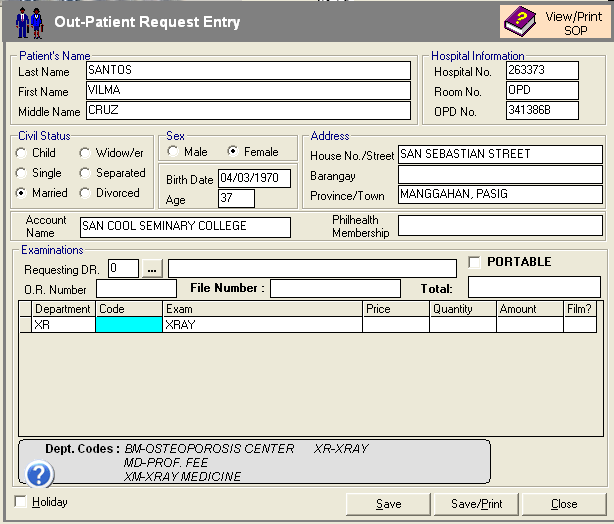 Out-Patient Request Entry
View/Print
SOP
Patient's Name
Last Name SANTOS
First Name VILMA
Middle Name CRUZ
Hospital Information
Hospital No. 263373
Room No. OPD
OPD No. 341386B
Civil Status
Child Widow/er
Single Separated
Married Divorced
Sex
Male Female
Birth Date 04/03/1970
Age 37
Address
House No./Street SAN SEBASTIAN STREET
Barangay
Province/Town MANGGAHAN, PASIG
Account
Name SAN COOL SEMINARY COLLEGE
Philhealth
Membership
Examinations
Requesting DR. 0 ... PORTABLE
O.R. Number File Number : Total:
Department Code Exam Price Quantity Amount Film?
XR XRAY
Dept. Codes : BM-OSTEOPOROSIS CENTER XR-XRAY
MD-PROF. FEE
XM-XRAY MEDICINE
?
Holiday Save Save/Print Close